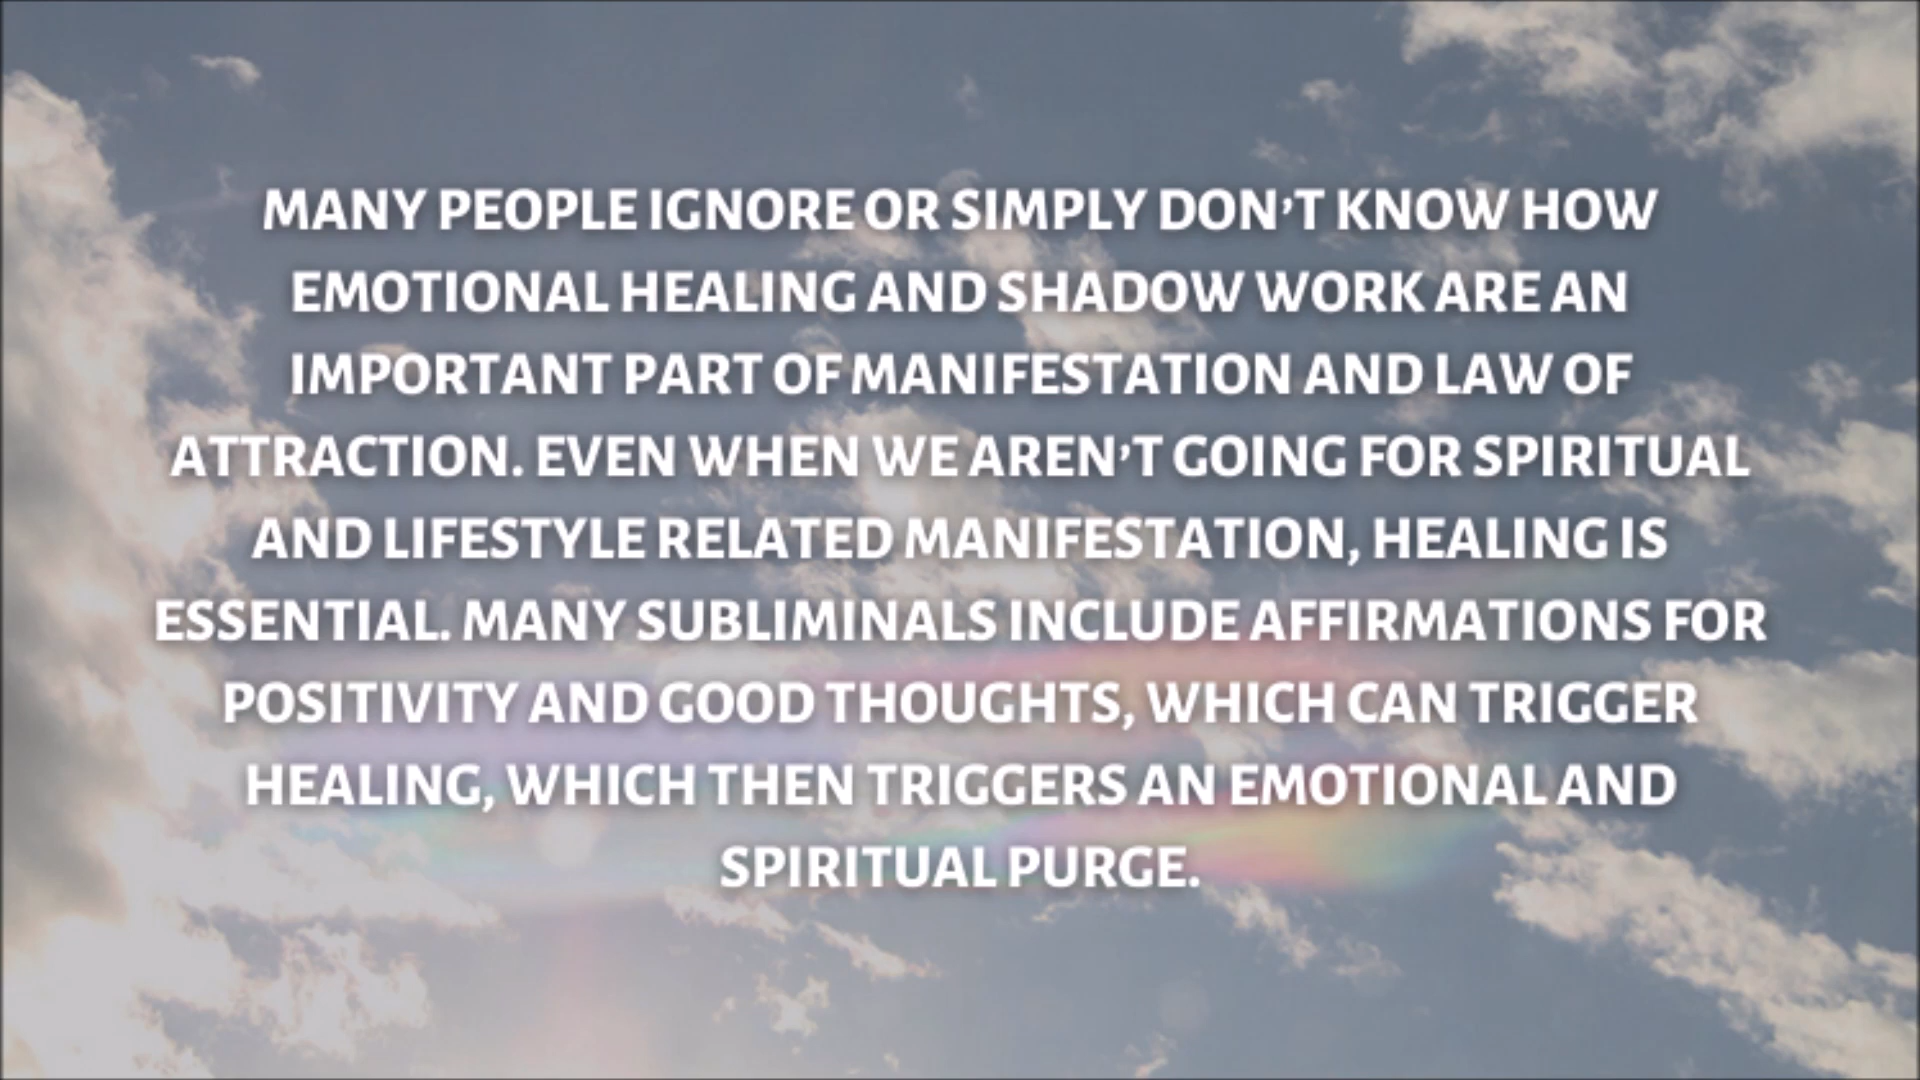 MANY PEOPLE IGNORE OR SIMPLY DON'T KNOW HOW
EMOTIONAL HEALING AND SHADOW WORK ARE AN
IMPORTANT PART OF MANIFESTATION AND LAW OF
ATTRACTION. EVEN WHEN WE AREN'T GOING FOR SPIRITUAL
AND LIFESTYLE RELATED MANIFESTATION, HEALING IS
ESSENTIAL. MANY SUBLIMINALS INCLUDE AFFIRMATIONS FOR
POSITIVITY AND GOOD THOUGHTS, WHICH CAN TRIGGER
HEALING, WHICH THEN TRIGGERS AN EMOTIONAL AND
SPIRITUAL PURGE.